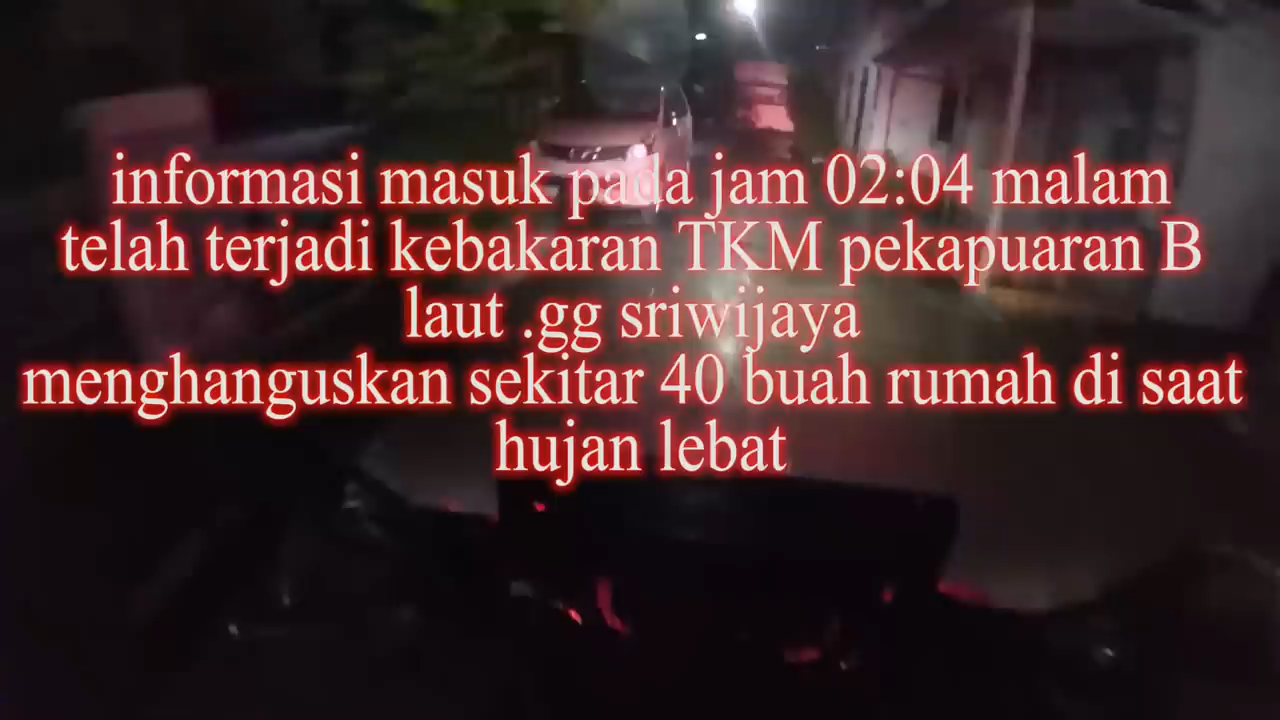 informasi masuk pada jam 02:04 malam
telah terjadi kebakaran TKM pekapuaran B
laut .gg sriwijaya
menghanguskan sekitar 40 buah rumah di saat
hujan lebat